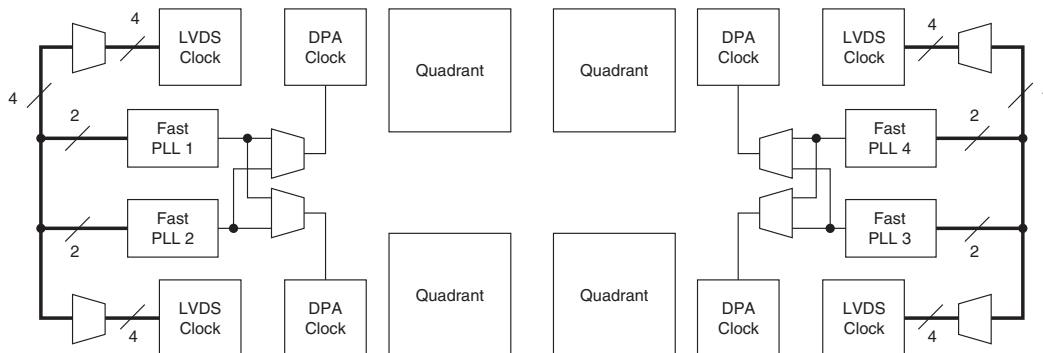 4
LVDS
Clock
DPA
Clock
Quadrant
Quadrant
DPA
Clock
LVDS
Clock
4
4
2
Fast
PLL 1
Fast
PLL 4
2
2
Fast
PLL 2
Fast
PLL 3
2
4
LVDS
Clock
DPA
Clock
Quadrant
Quadrant
DPA
Clock
LVDS
Clock
4